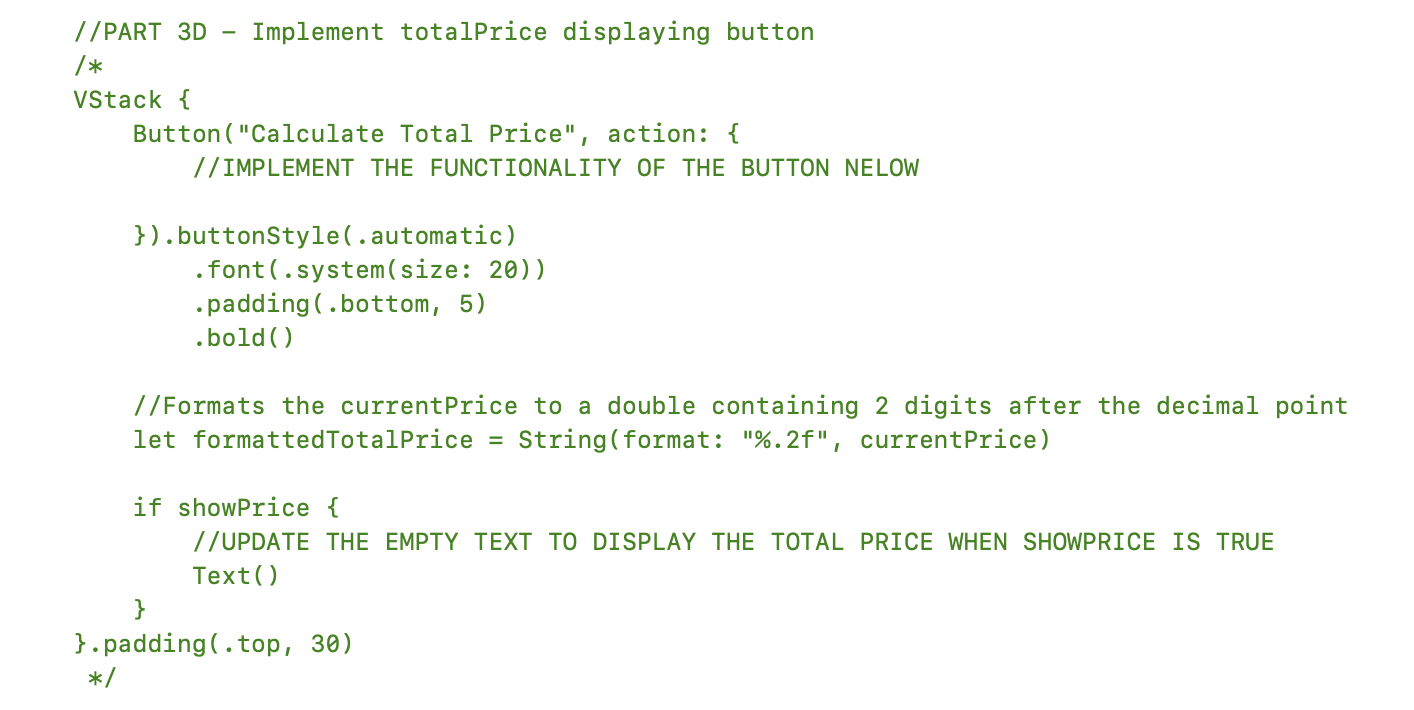 //PART 3D – Implement totalPrice displaying button
/*
VStack {
    Button("Calculate Total Price", action: {
        //IMPLEMENT THE FUNCTIONALITY OF THE BUTTON NELOW

    }).buttonStyle(.automatic)
        .font(.system(size: 20))
        .padding(.bottom, 5)
        .bold()

    //Formats the currentPrice to a double containing 2 digits after the decimal point
    let formattedTotalPrice = String(format: "%.2f", currentPrice)

    if showPrice {
        //UPDATE THE EMPTY TEXT TO DISPLAY THE TOTAL PRICE WHEN SHOWPRICE IS TRUE
        Text()
    }
}.padding(.top, 30)
 */